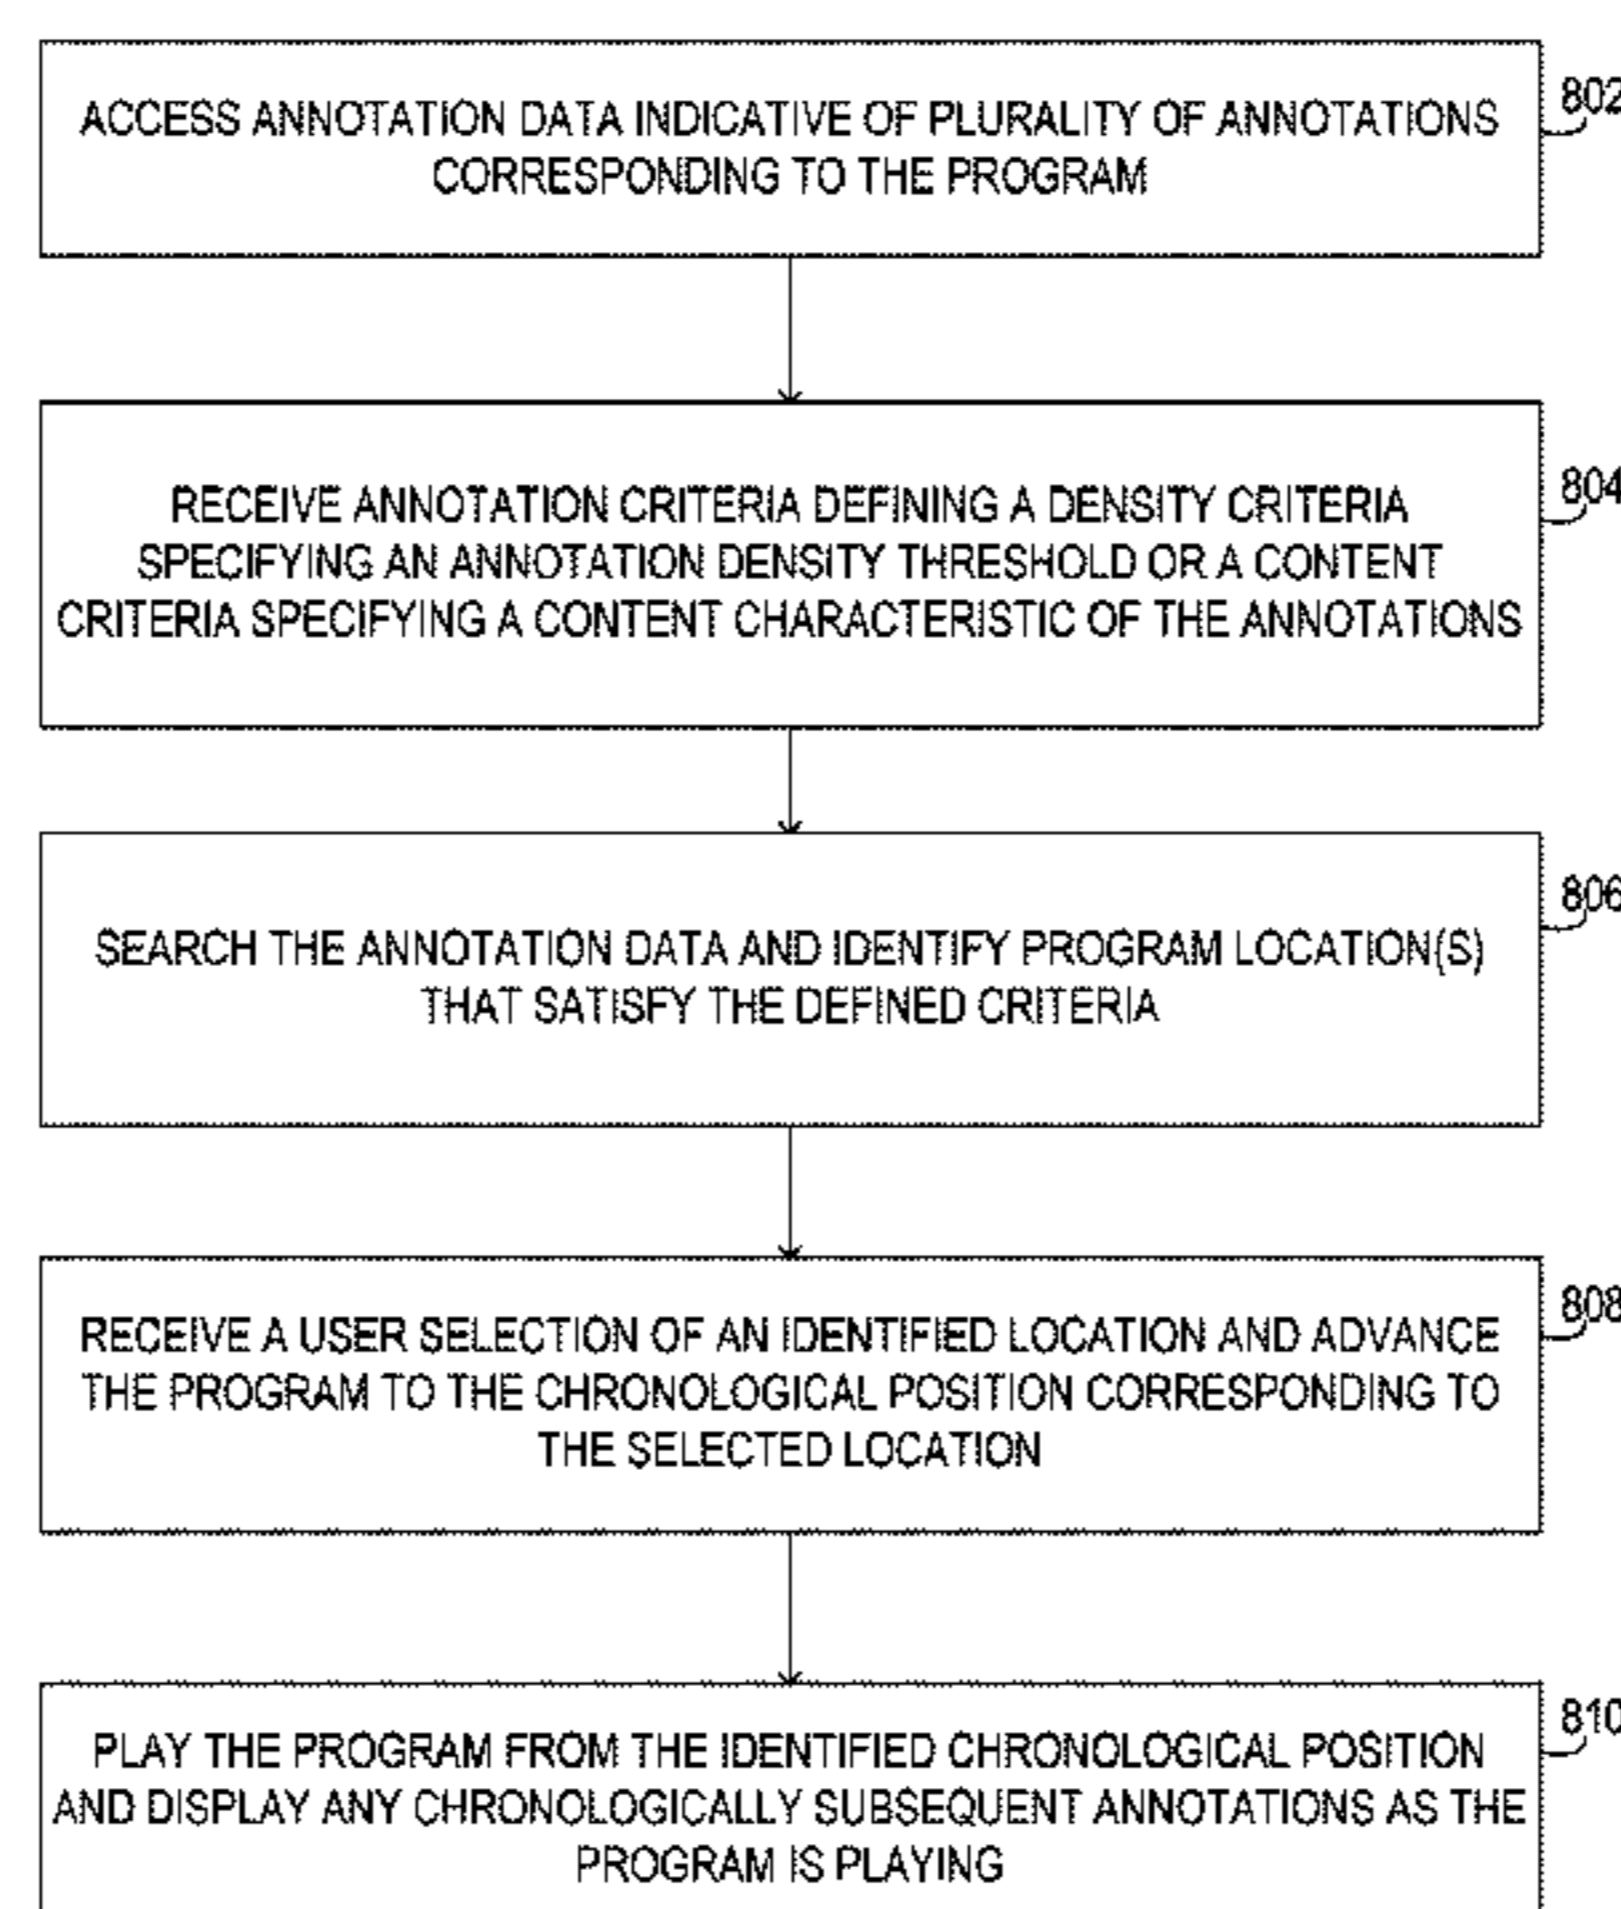 ACCESS ANNOTATION DATA INDICATIVE OF PLURALITY OF ANNOTATIONS
CORRESPONDING TO THE PROGRAM
802
RECEIVE ANNOTATION CRITERIA DEFINING A DENSITY CRITERIA
SPECIFYING AN ANNOTATION DENSITY THRESHOLD OR A CONTENT
CRITERIA SPECIFYING A CONTENT CHARACTERISTIC OF THE ANNOTATIONS
804
SEARCH THE ANNOTATION DATA AND IDENTIFY PROGRAM LOCATION(S)
THAT SATISFY THE DEFINED CRITERIA
806
RECEIVE A USER SELECTION OF AN IDENTIFIED LOCATION AND ADVANCE
THE PROGRAM TO THE CHRONOLOGICAL POSITION CORRESPONDING TO
THE SELECTED LOCATION
808
PLAY THE PROGRAM FROM THE IDENTIFIED CHRONOLOGICAL POSITION
AND DISPLAY ANY CHRONOLOGICALLY SUBSEQUENT ANNOTATIONS AS THE
PROGRAM IS PLAYING
810